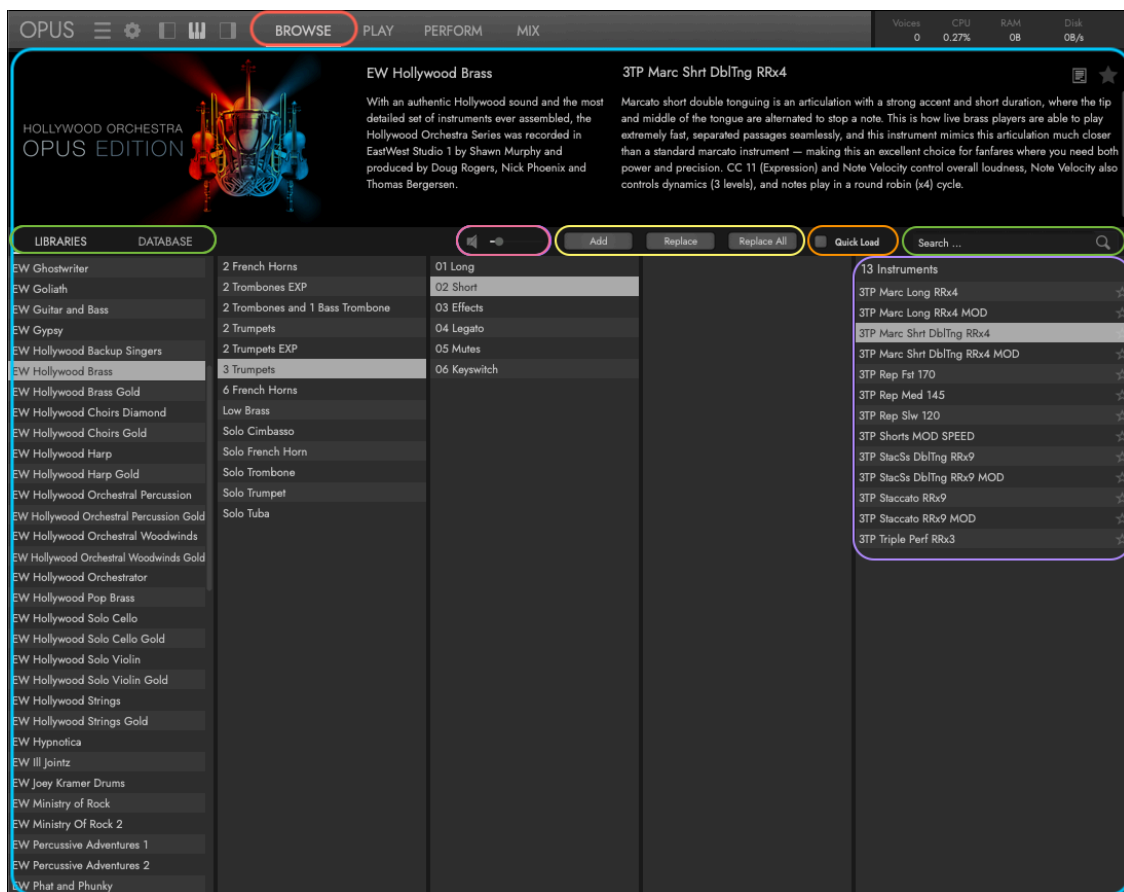 OPUS BROWSE PLAY PERFORM MIX
Voices CPU RAM Disk
0 0.27% 0B 0B/s
HOLLYWOOD ORCHESTRA
OPUS EDITION
EW Hollywood Brass
With an authentic Hollywood sound and the most
detailed set of instruments ever assembled, the
Hollywood Orchestra Series was recorded in
EastWest Studio 1 by Shawn Murphy and
produced by Doug Rogers, Nick Phoenix and
Thomas Bergersen.
3TP Marc Shrt DblTng RRx4
Marcato short double tonguing is an articulation with a strong accent and short duration, where the tip
and middle of the tongue are alternated to stop a note. This is how live brass players are able to play
extremely fast, separated passages seamlessly, and this instrument mimics this articulation much closer
than a standard marcato instrument — making this an excellent choice for fanfares where you need both
power and precision. CC 11 (Expression) and Note Velocity control overall loudness, Note Velocity also
controls dynamics (3 levels), and notes play in a round robin (x4) cycle.
LIBRARIES DATABASE Add Replace Replace All Quick Load Search ...
EW Ghostwriter
EW Goliath
EW Guitar and Bass
EW Gypsy
EW Hollywood Backup Singers
EW Hollywood Brass
EW Hollywood Brass Gold
EW Hollywood Choirs Diamond
EW Hollywood Choirs Gold
EW Hollywood Harp
EW Hollywood Harp Gold
EW Hollywood Orchestral Percussion
EW Hollywood Orchestral Percussion Gold
EW Hollywood Orchestral Woodwinds
EW Hollywood Orchestral Woodwinds Gold
EW Hollywood Orchestrator
EW Hollywood Pop Brass
EW Hollywood Solo Cello
EW Hollywood Solo Cello Gold
EW Hollywood Solo Violin
EW Hollywood Solo Violin Gold
EW Hollywood Strings
EW Hollywood Strings Gold
EW Hypnotica
EW Ill Jointz
EW Joey Kramer Drums
EW Ministry of Rock
EW Ministry Of Rock 2
EW Percussive Adventures 1
EW Percussive Adventures 2
EW Phat and Phunky
2 French Horns
2 Trombones EXP
2 Trombones and 1 Bass Trombone
2 Trumpets
2 Trumpets EXP
3 Trumpets
6 French Horns
Low Brass
Solo Cimbasso
Solo French Horn
Solo Trombone
Solo Trumpet
Solo Tuba
01 Long
02 Short
03 Effects
04 Legato
05 Mutes
06 Keyswitch
13 Instruments
3TP Marc Long RRx4
3TP Marc Long RRx4 MOD
3TP Marc Shrt DblTng RRx4
3TP Marc Shrt DblTng RRx4 MOD
3TP Rep Fst 170
3TP Rep Med 145
3TP Rep Slw 120
3TP Shorts MOD SPEED
3TP StacSs DblTng RRx9
3TP StacSs DblTng RRx9 MOD
3TP Staccato RRx9
3TP Staccato RRx9 MOD
3TP Triple Perf RRx3